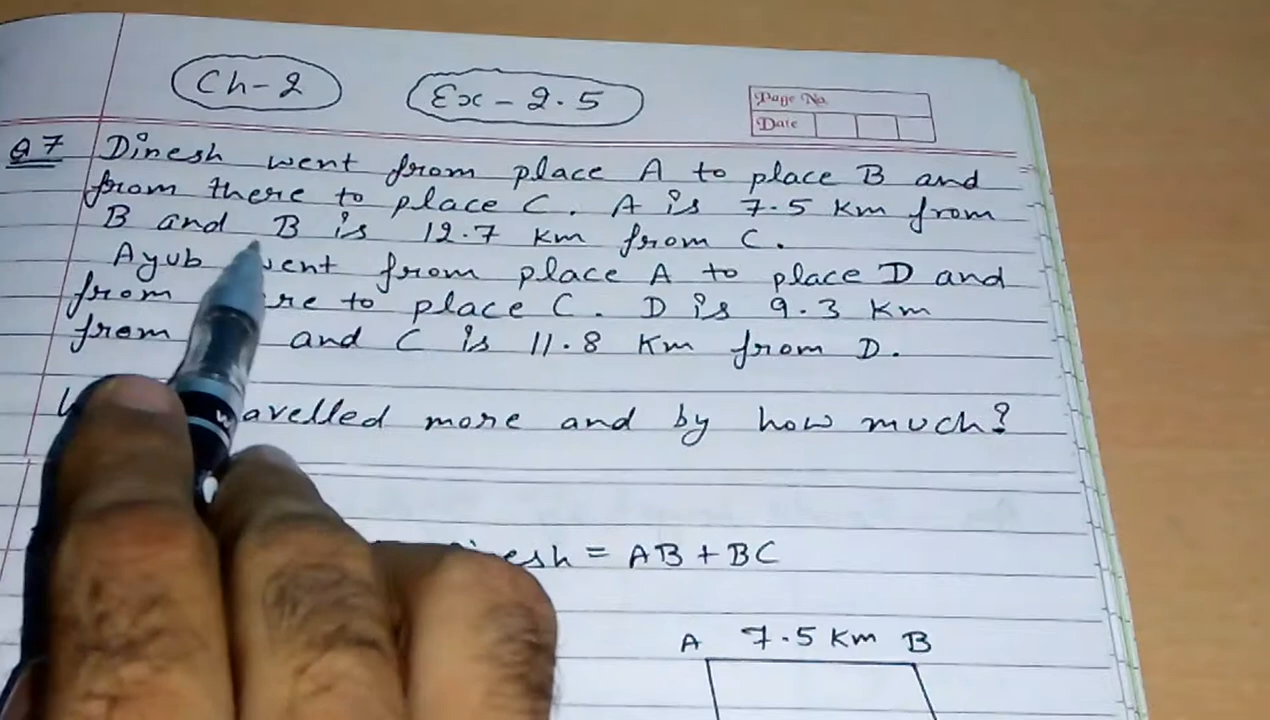 Ch-2
Ex-2.5
Page No.
Date
Q7 Dinesh went from place A to place B and
from there to place C. A is 7.5 Km from
B and B is 12.7 Km from C.
Ayub went from place A to place D and
from to place C. D is 9.3 Km
from and C is 11.8 Km from D.
more and by how much?
= AB + BC
A 7.5 Km B